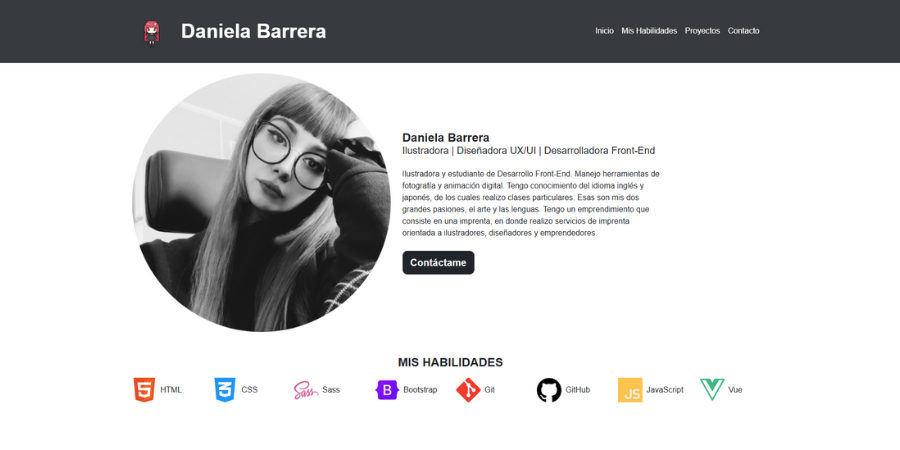 Daniela Barrera
Inicio Mis Habilidades Proyectos Contacto
Daniela Barrera
Ilustradora | Diseñadora UX/UI | Desarrolladora Front-End
Ilustradora y estudiante de Desarrollo Front-End. Manejo herramientas de
fotografía y animación digital. Tengo conocimiento del idioma inglés y
japonés, de los cuales realizo clases particulares. Esas son mis dos
grandes pasiones, el arte y las lenguas. Tengo un emprendimiento que
consiste en una imprenta, en donde realizo servicios de imprenta
orientada a ilustradores, diseñadores y emprendedores.
Contáctame
MIS HABILIDADES
5 HTML 3 CSS Sass Sass B Bootstrap Git GitHub JS JavaScript Vue